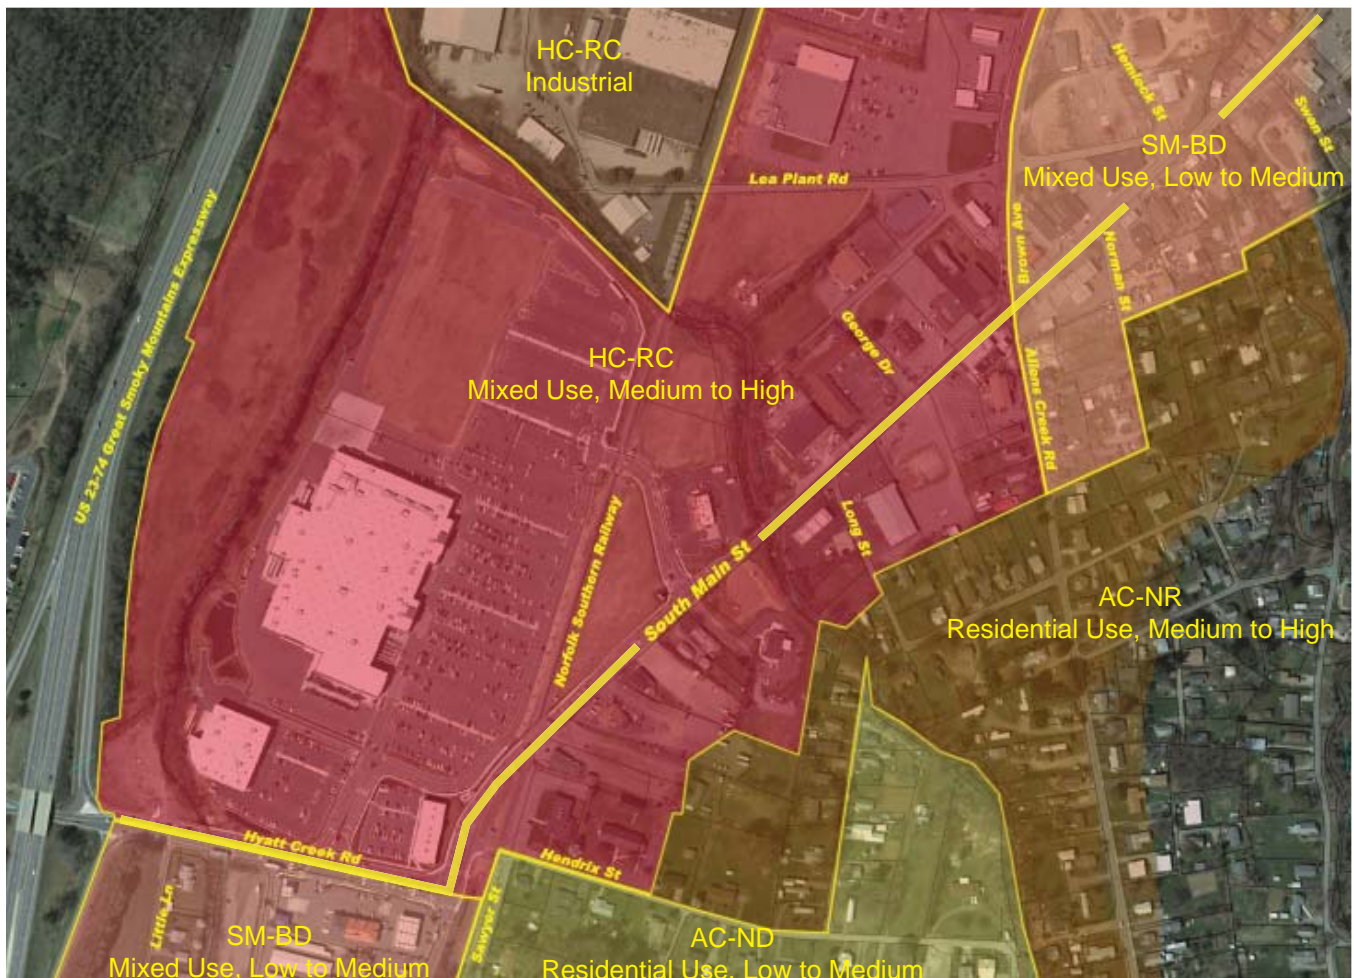 HC-RC
Industrial
Hemlock St
Swan St
SM-BD
Mixed Use, Low to Medium
Lea Plant Rd
Brown Ave
Norman St
US 23-74 Great Smoky Mountains Expressway
HC-RC
Mixed Use, Medium to High
George Dr
Allens Creek Rd
Long St
Norfolk Southern Railway
South Main St
AC-NR
Residential Use, Medium to High
Hyatt Creek Rd
Hendrix St
Little Ln
Sawyer St
SM-BD
Mixed Use, Low to Medium
AC-ND
Residential Use, Low to Medium